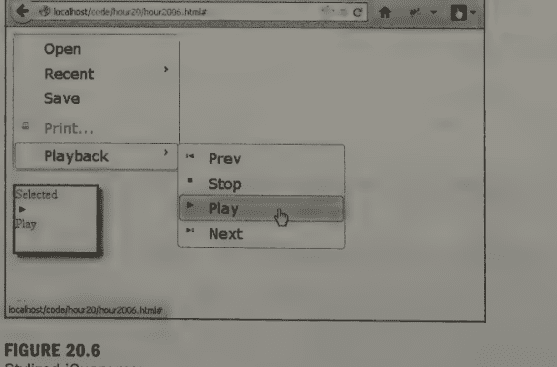 localhost/code/hour20/hour2006.html#
Open
Recent
Save
Print...
Playback
Prev
Stop
Play
Next
Selected
Play
localhost/code/hour20/hour2006.html#
FIGURE 20.6